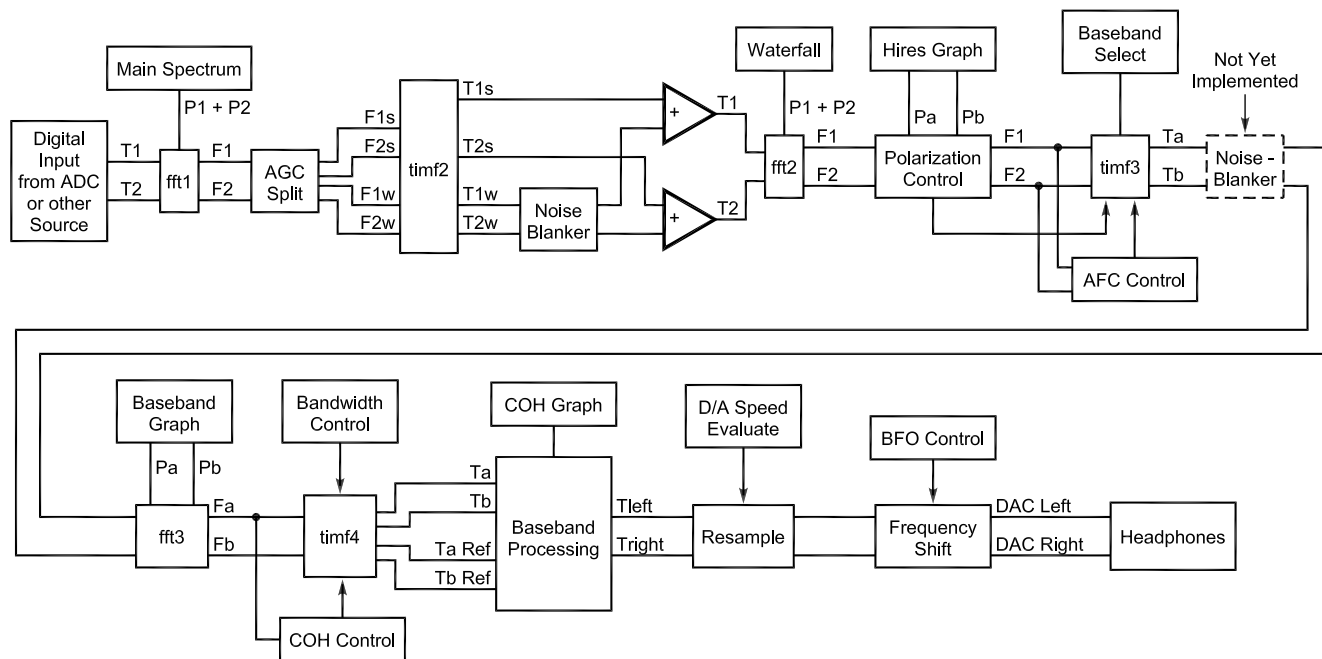 Main Spectrum
P1 + P2
Digital
Input
from ADC
or other
Source
T1
T2
fft1
F1
F2
AGC
Split
F1s
F2s
F1w
F2w
timf2
T1s
T2s
T1w
T2w
Noise
Blanker
+
+
T1
T2
Waterfall
P1 + P2
fft2
F1
F2
Hires Graph
Pa
Pb
Polarization
Control
F1
F2
Baseband
Select
timf3
AFC Control
Ta
Tb
Not Yet
Implemented
Noise -
Blanker
Baseband
Graph
Pa
Pb
fft3
Fa
Fb
Bandwidth
Control
timf4
COH Control
Ta
Tb
Ta Ref
Tb Ref
COH Graph
Baseband
Processing
Tleft
Tright
D/A Speed
Evaluate
Resample
BFO Control
Frequency
Shift
DAC Left
DAC Right
Headphones